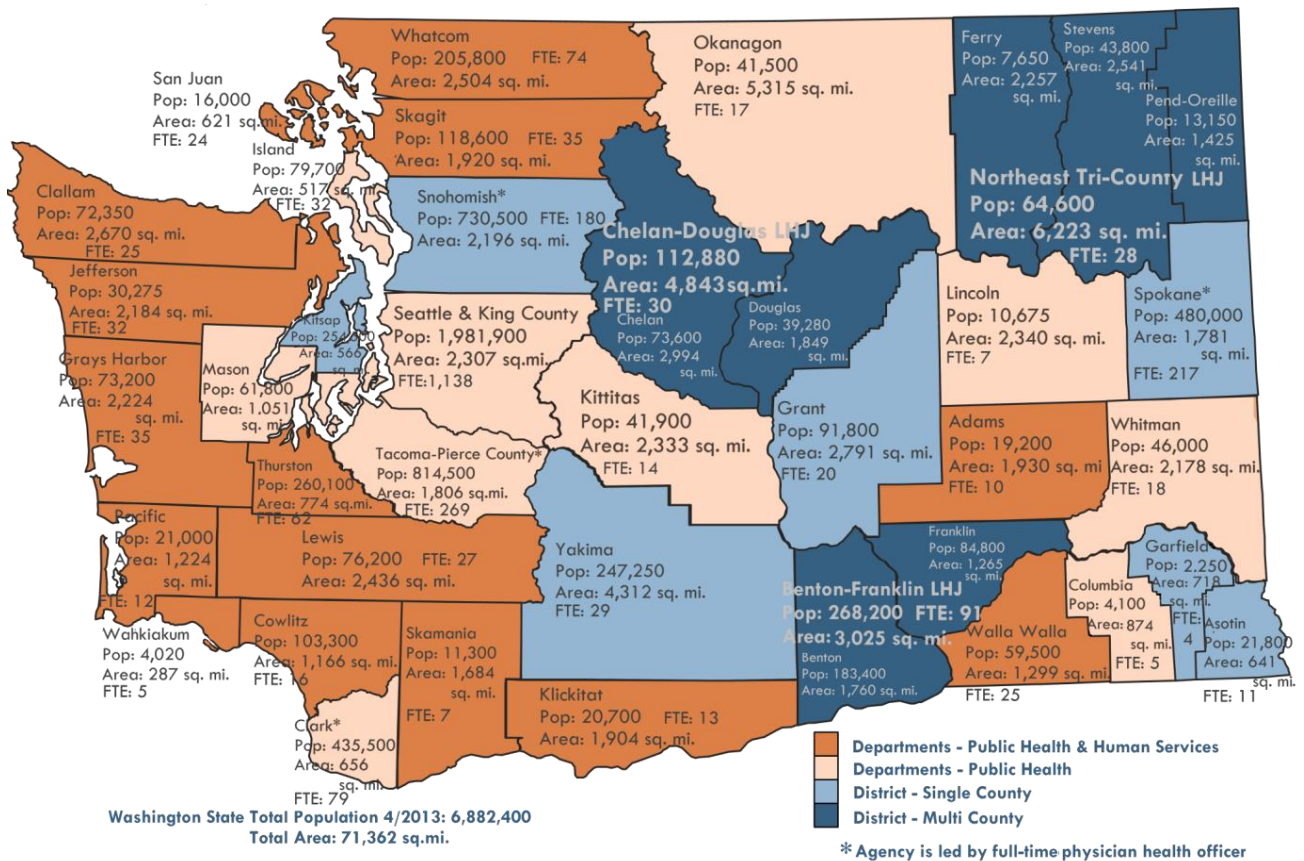 Whatcom
Pop: 205,800 FTE: 74
Area: 2,504 sq. mi.
San Juan
Pop: 16,000
Area: 621 sq.mi.
FTE: 24
Skagit
Pop: 118,600 FTE: 35
Area: 1,920 sq. mi.
Island
Pop: 79,700
Area: 517 sq. mi.
FTE: 32
Okanagon
Pop: 41,500
Area: 5,315 sq. mi.
FTE: 17
Ferry
Pop: 7,650
Area: 2,257
sq. mi.
Stevens
Pop: 43,800
Area: 2,541
sq. mi.
Pend-Oreille
Pop: 13,150
Area: 1,425
sq. mi.
Northeast Tri-County LHJ
Pop: 64,600
Area: 6,223 sq. mi.
FTE: 28
Clallam
Pop: 72,350
Area: 2,670 sq. mi.
FTE: 25
Snohomish*
Pop: 730,500 FTE: 180
Area: 2,196 sq. mi.
Chelan-Douglas LHJ
Pop: 112,880
Area: 4,843sq.mi.
FTE: 30
Chelan
Pop: 73,600
Area: 2,994
sq. mi.
Douglas
Pop: 39,280
Area: 1,849
sq. mi.
Jefferson
Pop: 30,275
Area: 2,184 sq. mi.
FTE: 32
Kitsap
Area: 566
Seattle & King County
Pop: 1,981,900
Area: 2,307 sq.mi.
FTE:1,138
Lincoln
Pop: 10,675
Area: 2,340 sq. mi.
FTE: 7
Spokane*
Pop: 480,000
Area: 1,781
sq. mi.
FTE: 217
Grays Harbor
Pop: 73,200
Area: 2,224
sq. mi.
FTE: 35
Mason
Pop: 61,800
Area: 1.051
sq. mi.
Kittitas
Pop: 41,900
Area: 2,333 sq. mi.
FTE: 14
Grant
Pop: 91,800
Area: 2,791 sq. mi.
FTE: 20
Adams
Pop: 19,200
Area: 1,930 sq. mi
FTE: 10
Whitman
Pop: 46,000
Area: 2,178 sq. mi.
FTE: 18
Thurston
Pop: 260,100
Area: 774 sq.mi.
FTE: 62
Tacoma-Pierce County*
Pop: 814,500
Area: 1,806 sq.mi.
FTE: 269
Pacific
Pop: 21,000
Area: 1,224
sq. mi.
FTE: 12
Lewis
Pop: 76,200 FTE: 27
Area: 2,436 sq. mi.
Yakima
Pop: 247,250
Area: 4,312 sq. mi.
FTE: 29
Franklin
Pop: 84,800
Area: 1,265
sq. mi.
Benton-Franklin LHJ
Pop: 268,200 FTE: 91
Area: 3,025 sq. mi.
Benton
Pop: 183,400
Area: 1,760 sq. mi.
Garfiela
Pop: 2.250
Area: 718
sq. mi.
FTE:
4
Columbia
Pop: 4,100
Area: 874
sq. mi.
FTE: 5
Asotin
Pop: 21,800
Area: 641
sq. mi.
FTE: 11
Walla Walla
Pop: 59,500
Area: 1,299 sq. mi.
FTE: 25
Wahkiakum
Pop: 4,020
Area: 287 sq. mi.
FTE: 5
Cowlitz
Pop: 103,300
Area: 1,166 sq. mi.
FTE: 16
Skamania
Pop: 11,300
Area: 1,684
sq. mi.
FTE: 7
Klickitat
Pop: 20,700 FTE: 13
Area: 1,904 sq. mi.
Clark*
Pop: 435,500
Area: 656
sq. mi.
FTE: 79
Departments - Public Health & Human Services
Departments - Public Health
District - Single County
District - Multi County
* Agency is led by full-time physician health officer
Washington State Total Population 4/2013: 6,882,400
Total Area: 71,362 sq.mi.